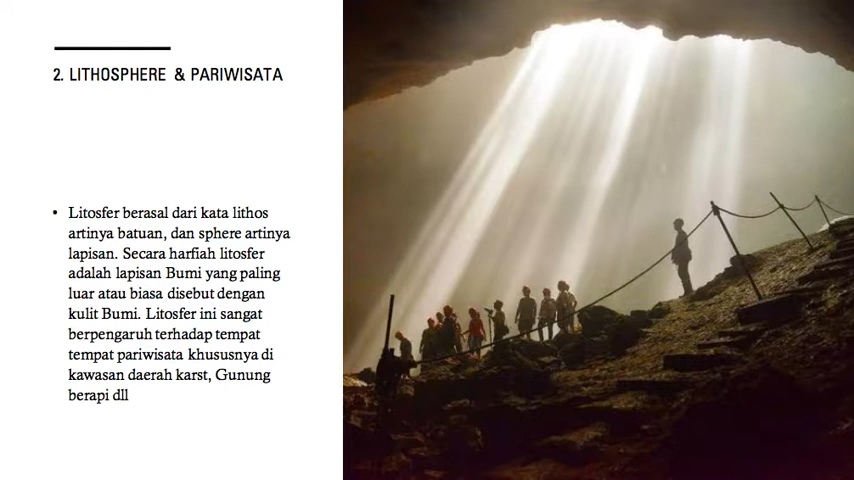 2. LITHOSPHERE & PARIWISATA
• Litosfer berasal dari kata lithos
artinya batuan, dan sphere artinya
lapisan. Secara harfiah litosfer
adalah lapisan Bumi yang paling
luar atau biasa disebut dengan
kulit Bumi. Litosfer ini sangat
berpengaruh terhadap tempat
tempat pariwisata khususnya di
kawasan daerah karst, Gunung
berapi dll